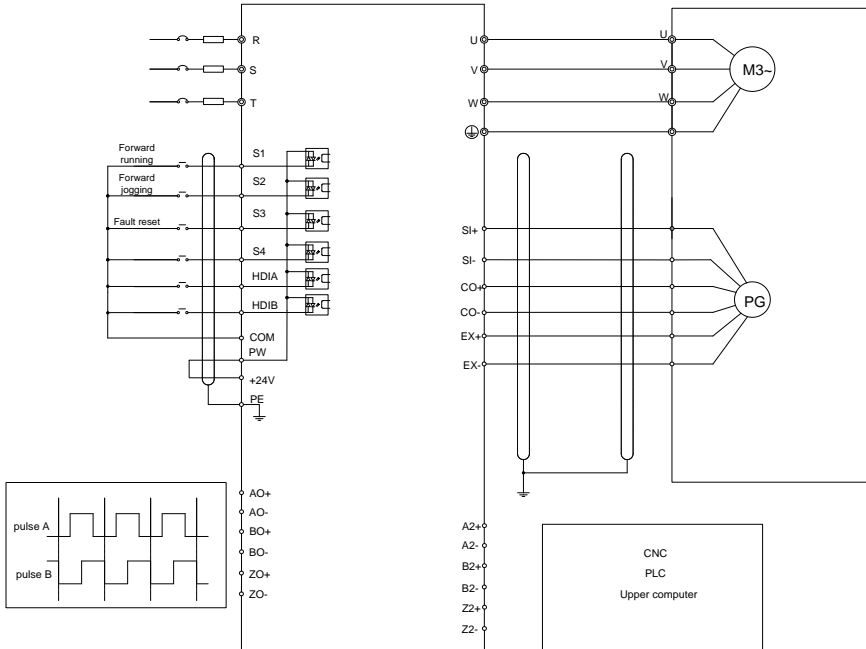 R
S
T
Forward
running
S1
Forward
jogging
S2
Fault reset
S3
S4
HDIA
HDIB
COM
PW
+24V
PE
pulse A
pulse B
AO+
AO-
BO+
BO-
ZO+
ZO-
U
V
W
U
V
W
M3~
SI+
SI-
CO+
CO-
EX+
EX-
PG
A2+
A2-
B2+
B2-
Z2+
Z2-
CNC
PLC
Upper computer